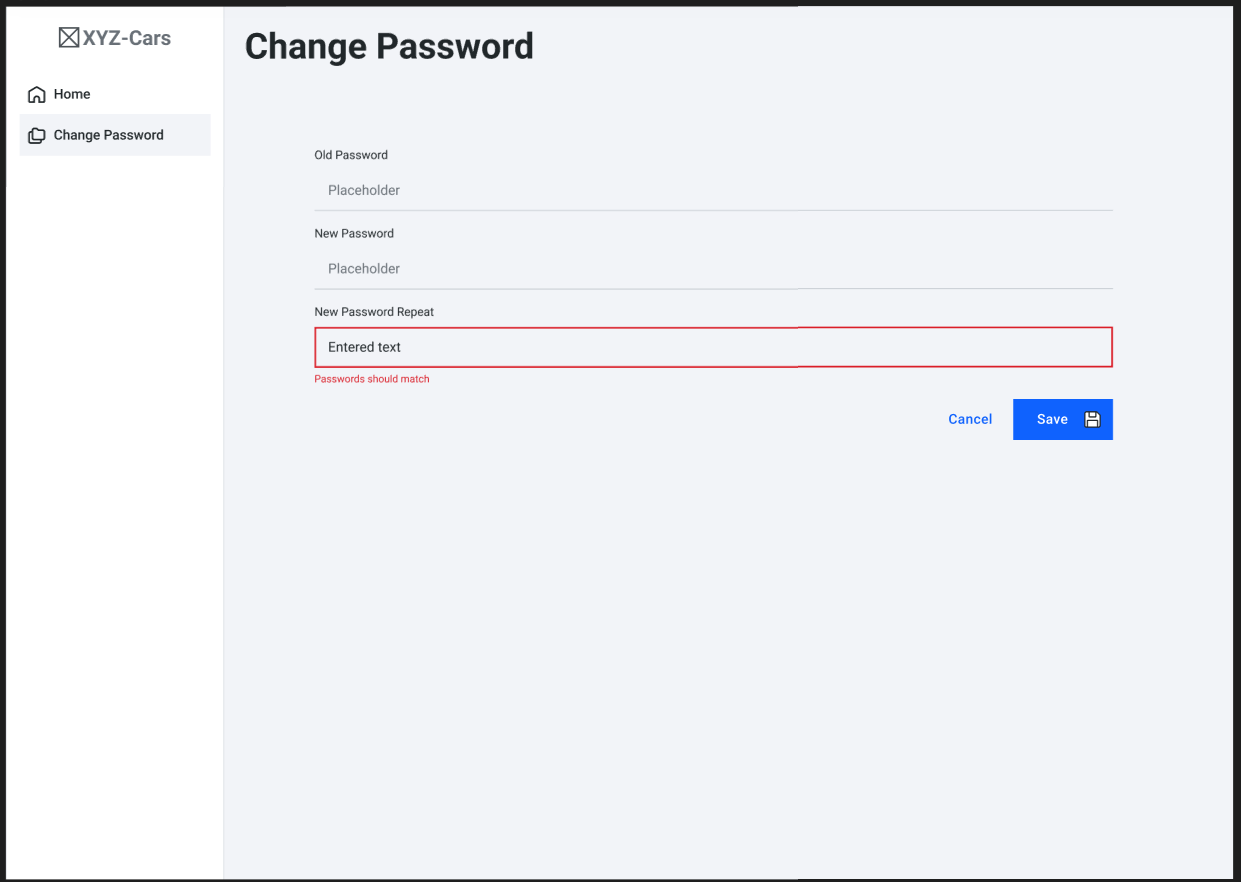 XYZ-Cars
Home
Change Password
Change Password
Old Password
Placeholder
New Password
Placeholder
New Password Repeat
Entered text
Passwords should match
Cancel
Save